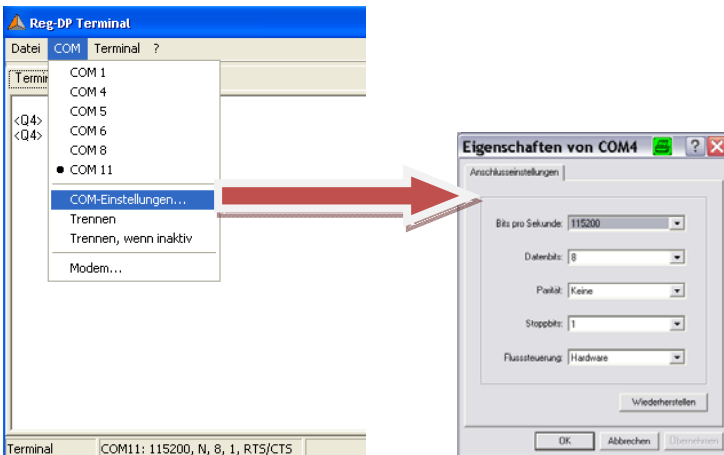 Reg-DP Terminal
Datei COM Terminal ?
Termin
<Q4>
<Q4>
COM 1
COM 4
COM 5
COM 6
COM 8
COM 11
COM-Einstellungen...
Trennen
Trennen, wenn inaktiv
Modem...
Terminal COM11: 115200, N, 8, 1, RTS/CTS
Eigenschaften von COM4 ?
Anschlusseinstellungen
Bits pro Sekunde: 115200
Datenbits: 8
Parität: Keine
Stoppbits: 1
Flusssteuerung: Hardware
Wiederherstellen
OK Abbrechen Übernehmen